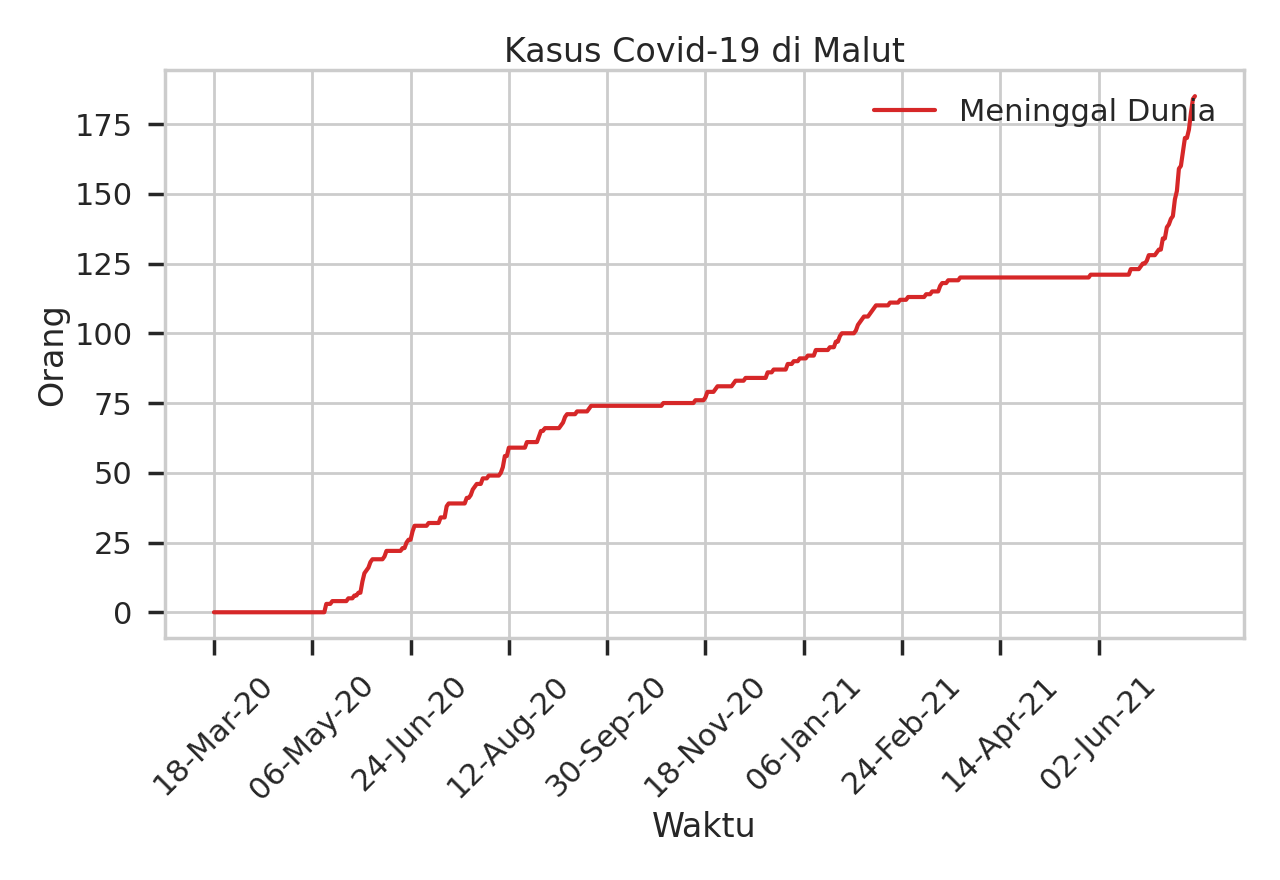 Kasus Covid-19 di Malut
Meninggal Dunia
175
150
125
100
75
50
25
0
Orang
18-Mar-20
06-May-20
24-Jun-20
12-Aug-20
30-Sep-20
18-Nov-20
06-Jan-21
24-Feb-21
14-Apr-21
02-Jun-21
Waktu